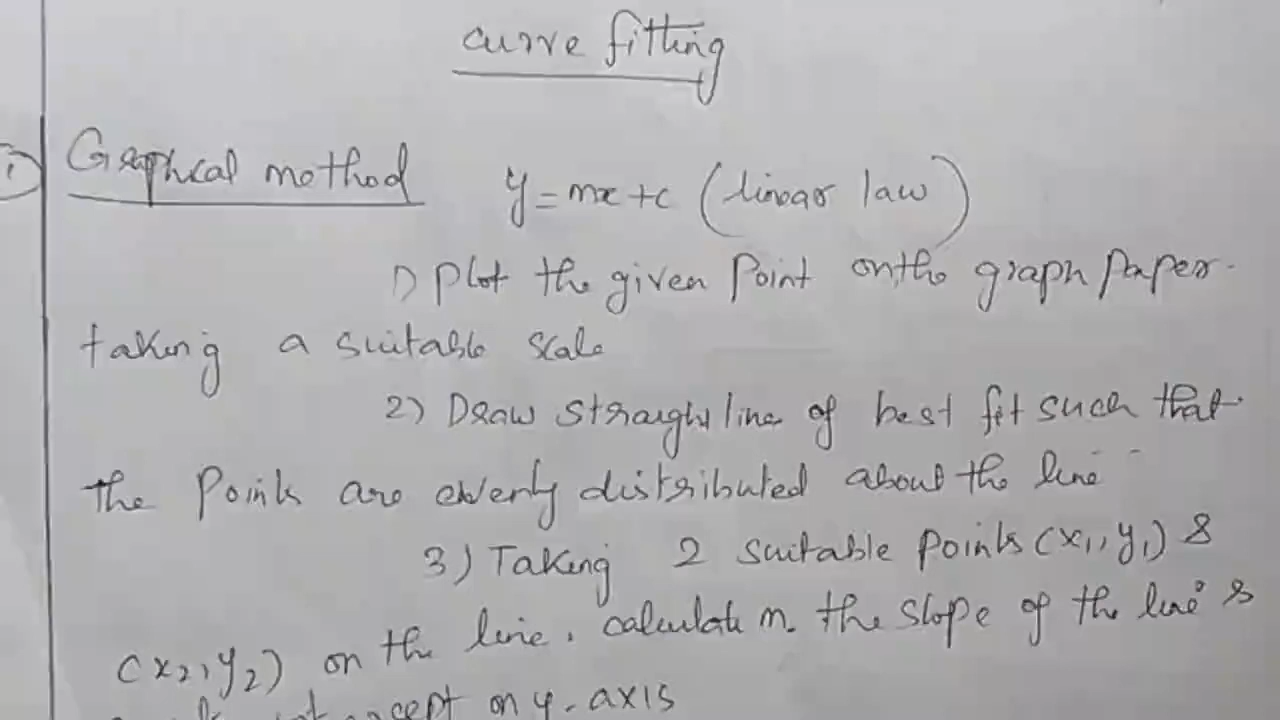 curve fitting
i) Graphical method y = mx + c (linear law)
1) Plot the given Point on the graph Paper
taking a suitable scale
2) Draw straight line of best fit such that
the Points are evenly distributed about the line
3) Taking 2 suitable points (x₁, y₁) &
(x₂, y₂) on the line. calculate m. the slope of the line &
intercept on y-axis